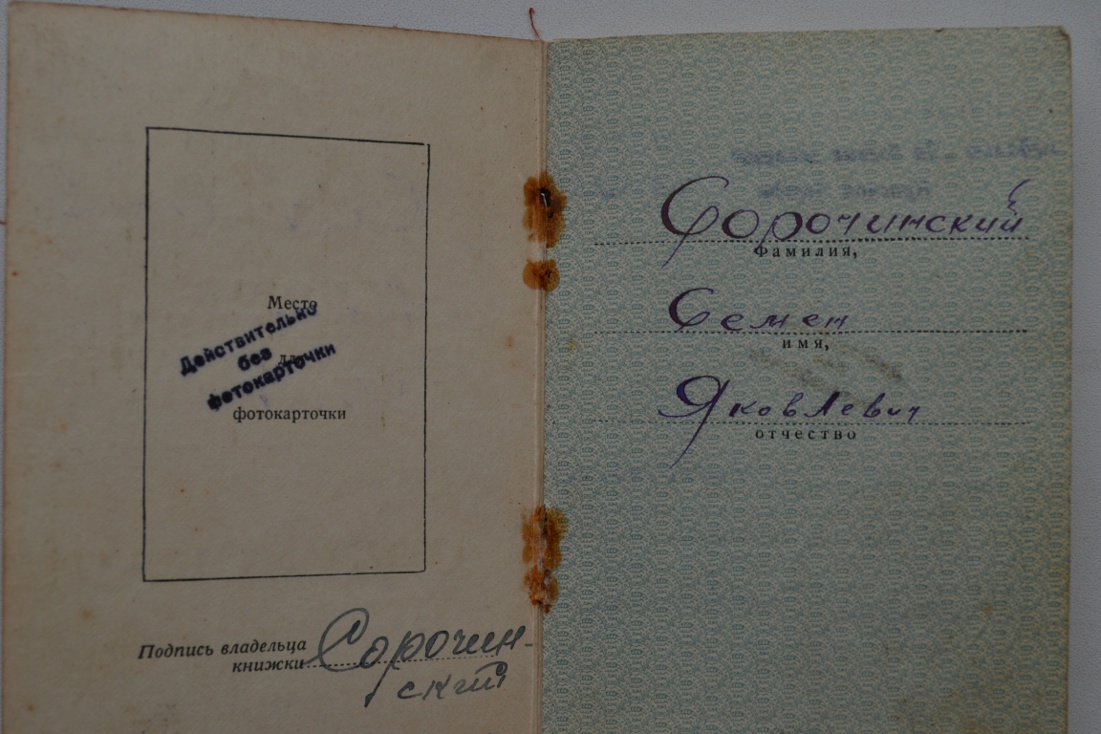 Место
для
фотокарточки
Действительно
без
фотокарточки
Подпись владельца
книжки Сорочин-
ский
Сорочинский
Фамилия,
Семен
имя,
Яковлевич
отчество